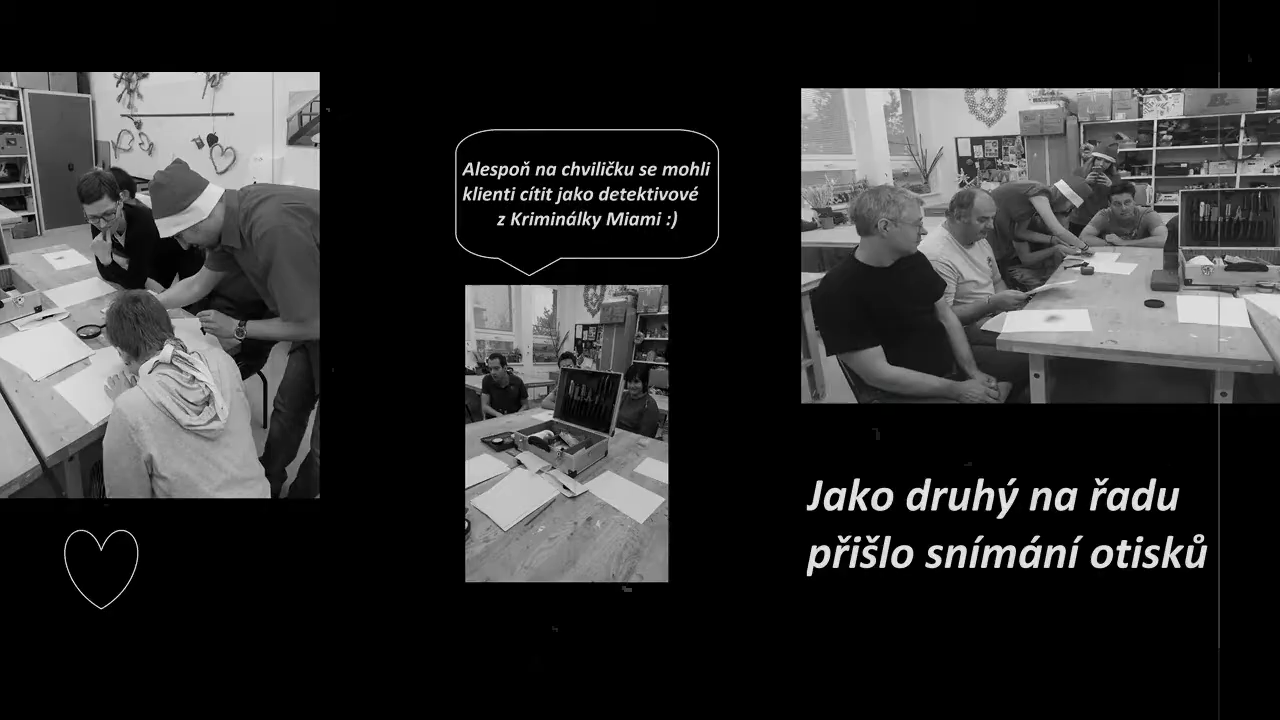 Alespoň na chviličku se mohli
klienti cítit jako detektivové
z Kriminálky Miami :)
Jako druhý na řadu
přišlo snímání otisků